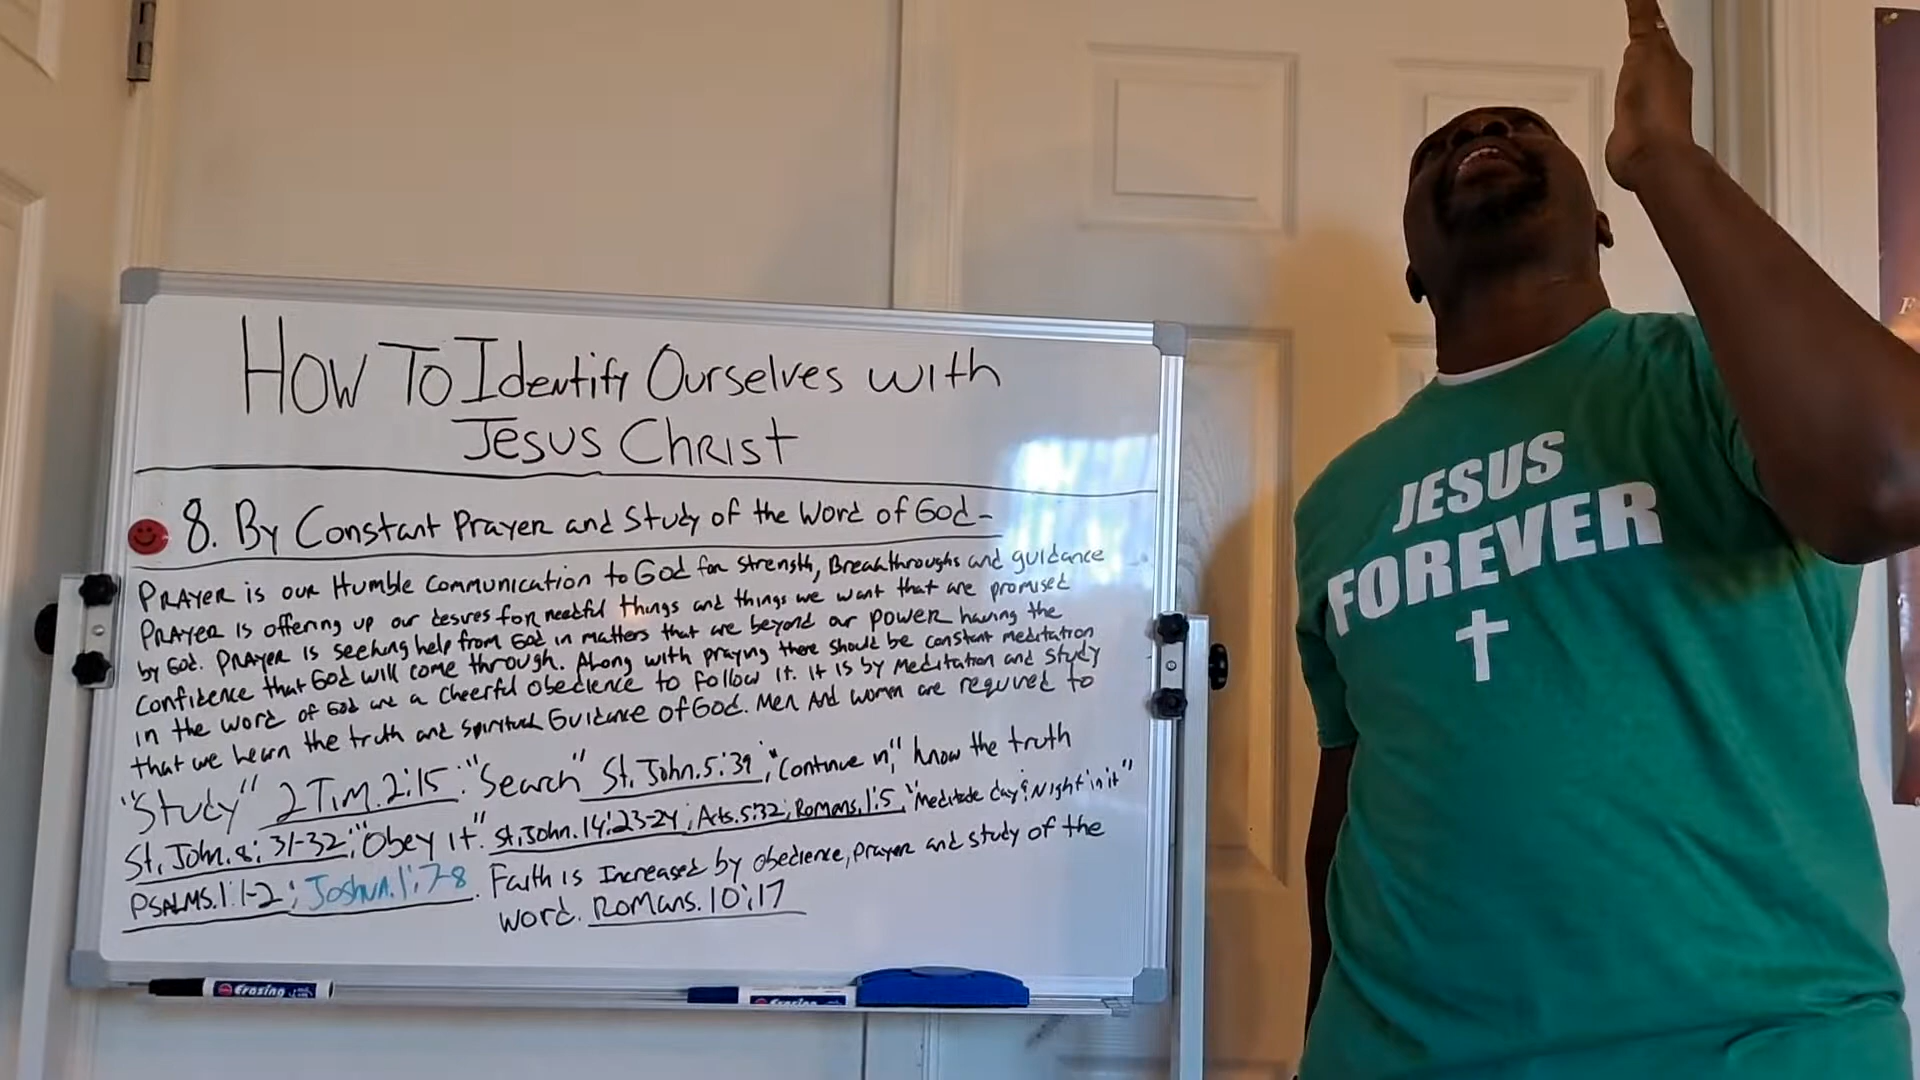 How To Identify Ourselves with
Jesus Christ
8. By Constant Prayer and Study of the Word of God-
Prayer is our Humble Communication to God for strength, Breakthroughs and guidance
Prayer is offering up our desires for needful things and things we want that are promised
by God. Prayer is seeking help from God in matters that are beyond our power having the
confidence that God will come through. Along with praying there should be constant meditation
in the word of God and a cheerful obedience to follow it. it is by Meditation and Study
that we learn the truth and spiritual Guidance of God. Men And women are required to
"Study" 2 Tim. 2:15. "Search" St. John. 5:39; "Continue in," know the truth
St. John. 8:31-32; "Obey it". St. John. 14:23-24; Acts. 5:32; Romans. 1:5, "Meditate day & Night in it"
Psalms. 1:1-2; Joshua. 1:7-8. Faith is Increased by obedience, prayer and study of the
word. Romans. 10:17
Erasing
Erasing
JESUS
FOREVER